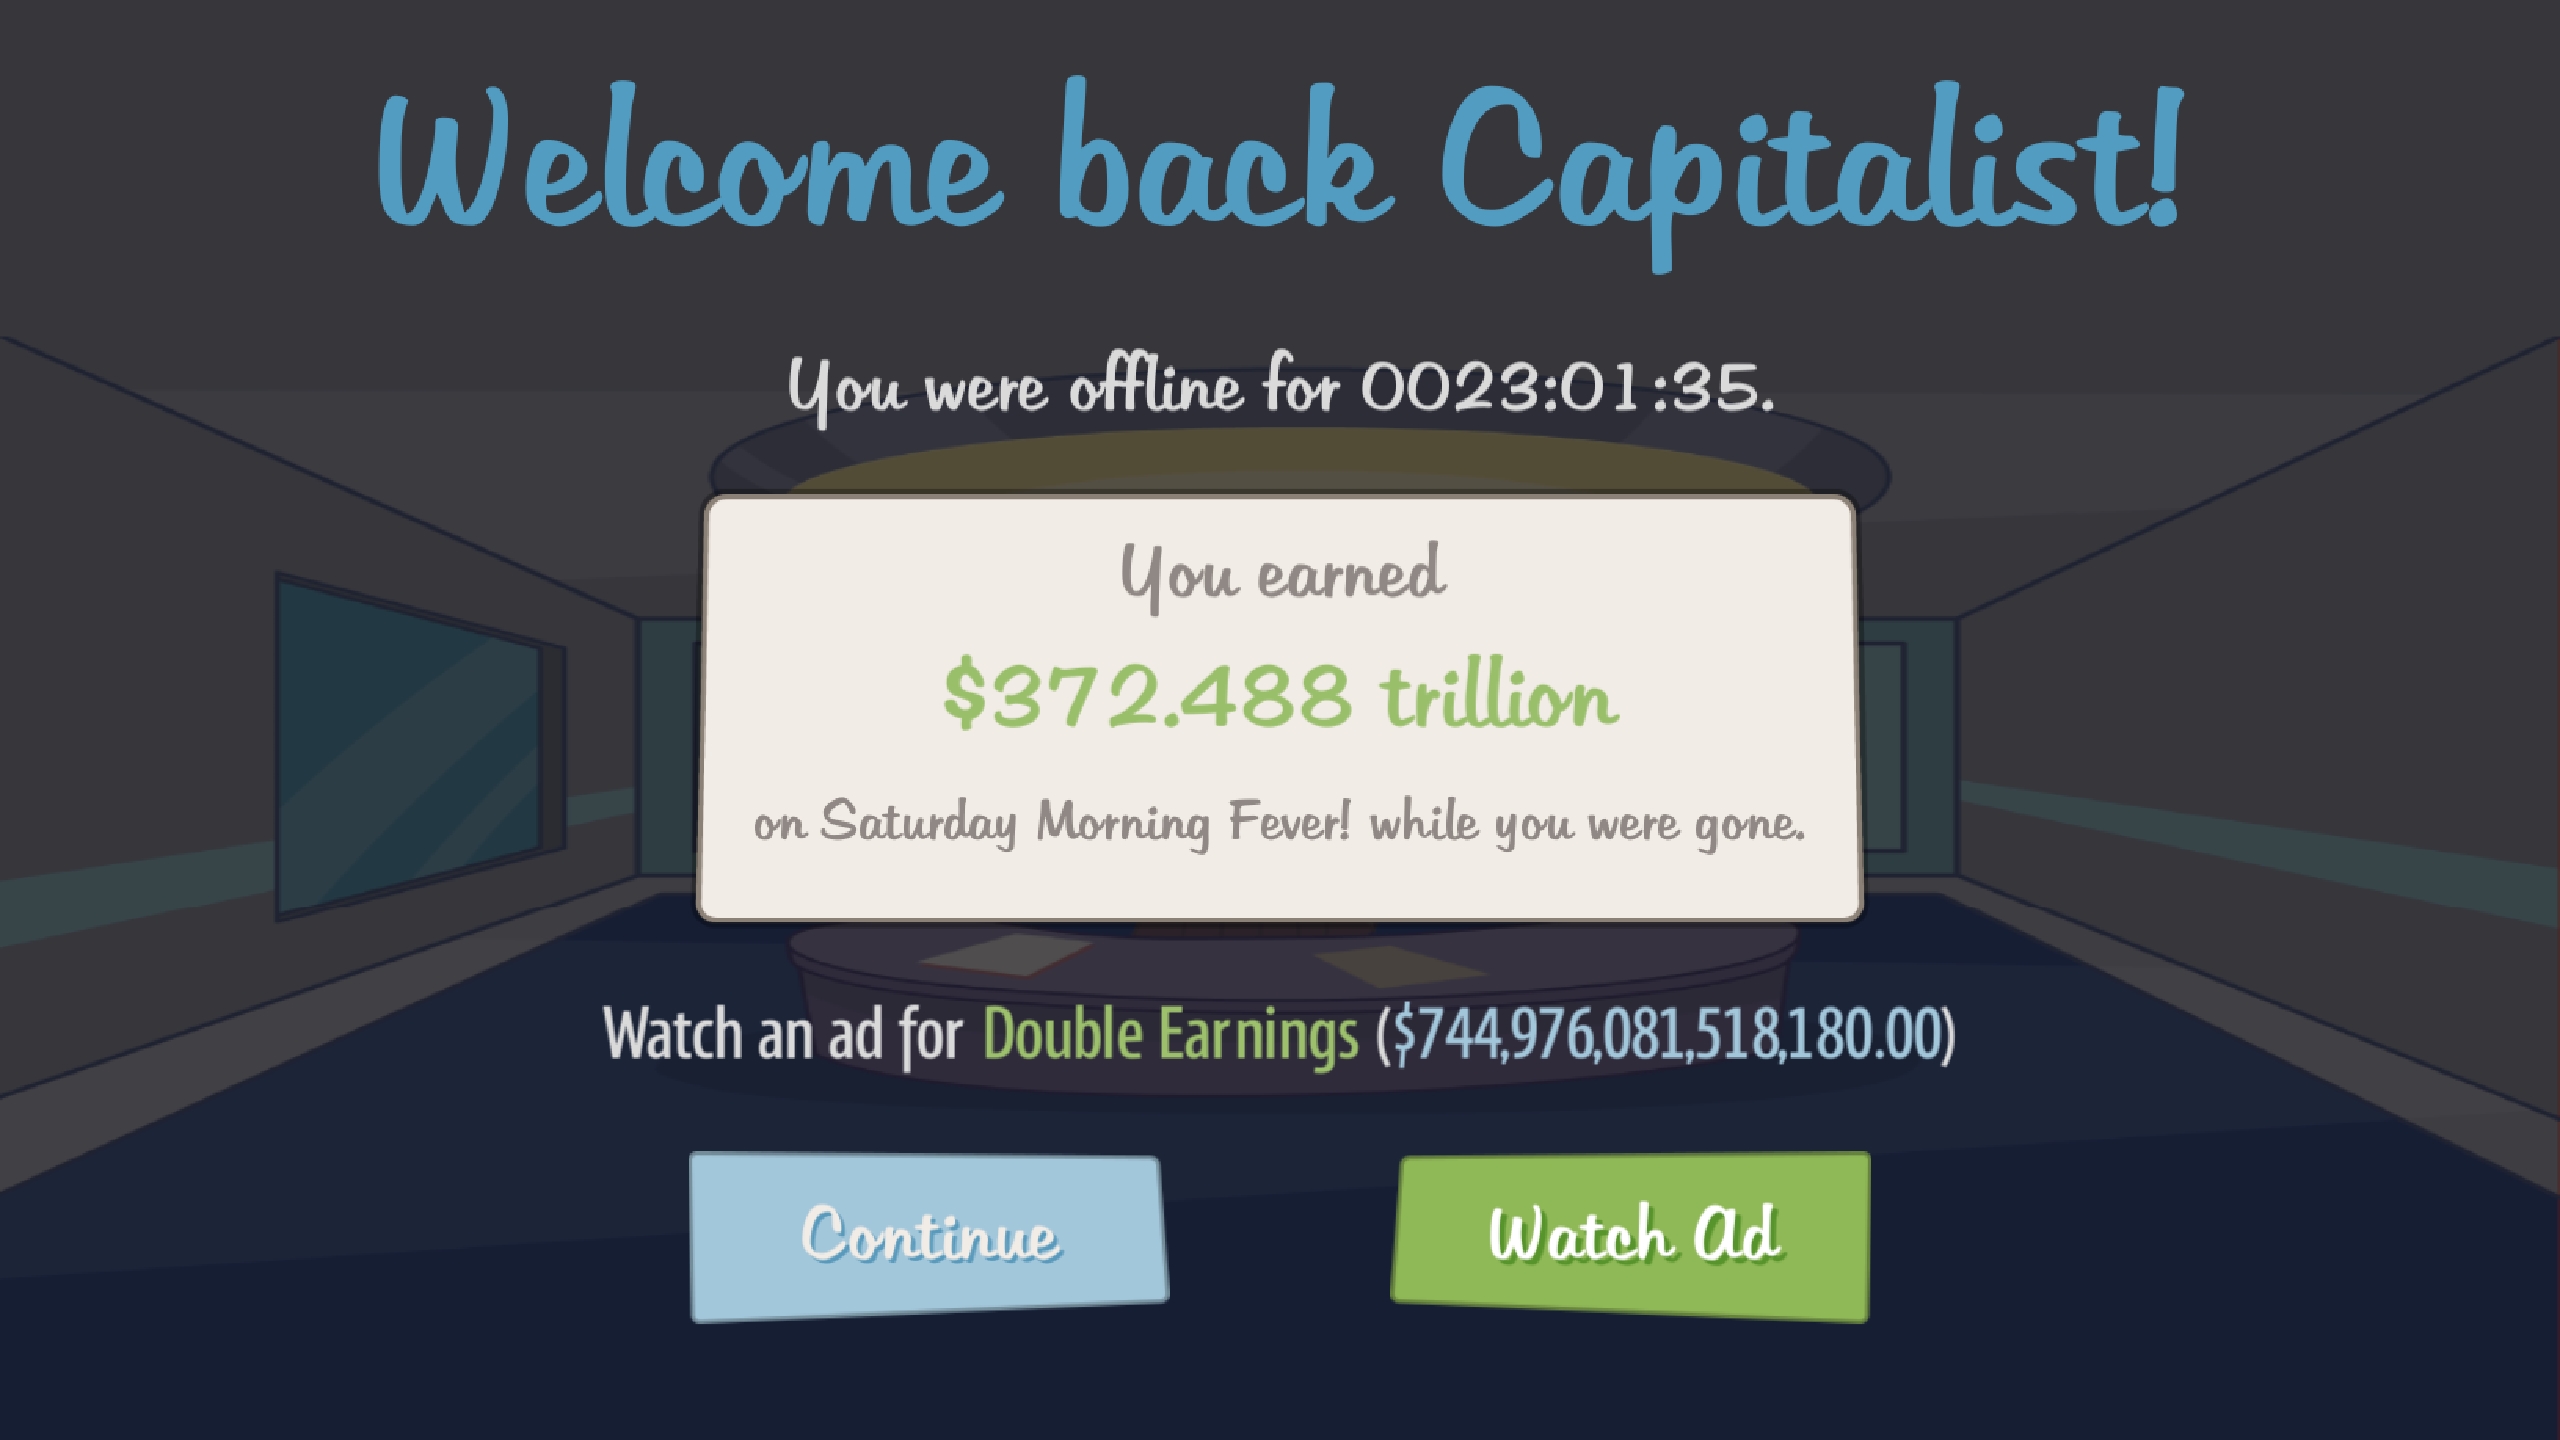 Welcome back Capitalist!
You were offline for 0023:01:35.
You earned
$372.488 trillion
on Saturday Morning Fever! while you were gone.
Watch an ad for Double Earnings ($744,976,081,518,180.00)
Continue
Watch Ad